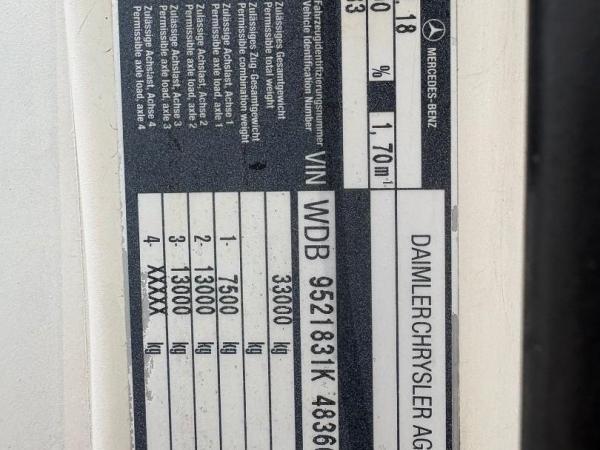 MERCEDES-BENZ DAIMLERCHRYSLER AG
18
% 1,70m⁻¹
Fahrzeugidentifizierungsnummer
Vehicle Identification Number VIN WDB 9521831K 4836
Zulässiges Gesamtgewicht
Permissible total weight 33000 kg
Zulässiges Zug-Gesamtgewicht
Permissible combination weight kg
Zulässige Achslast, Achse 1
Permissible axle load, axle 1 1- 7500 kg
Zulässige Achslast, Achse 2
Permissible axle load, axle 2 2- 13000 kg
Zulässige Achslast, Achse 3
Permissible axle load, axle 3 3- 13000 kg
Zulässige Achslast, Achse 4
Permissible axle load, axle 4 4- XXXXX kg